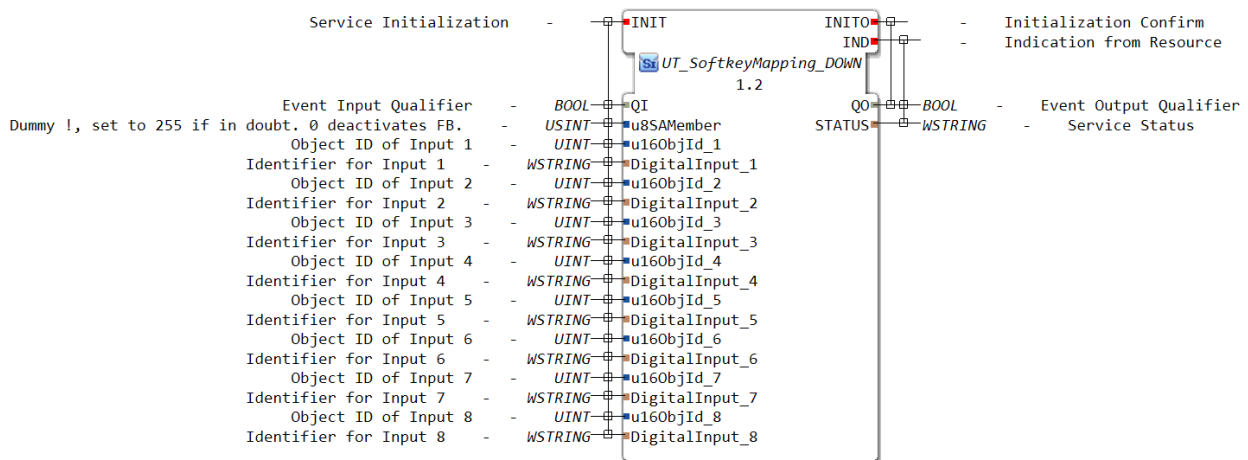 Service Initialization - INIT INITO - Initialization Confirm
IND - Indication from Resource
Si UT_SoftkeyMapping_DOWN
1.2
Event Input Qualifier - BOOL QI QO BOOL - Event Output Qualifier
Dummy !, set to 255 if in doubt. 0 deactivates FB. - USINT u8SAMember STATUS WSTRING - Service Status
Object ID of Input 1 - UINT u16ObjId_1
Identifier for Input 1 - WSTRING DigitalInput_1
Object ID of Input 2 - UINT u16ObjId_2
Identifier for Input 2 - WSTRING DigitalInput_2
Object ID of Input 3 - UINT u16ObjId_3
Identifier for Input 3 - WSTRING DigitalInput_3
Object ID of Input 4 - UINT u16ObjId_4
Identifier for Input 4 - WSTRING DigitalInput_4
Object ID of Input 5 - UINT u16ObjId_5
Identifier for Input 5 - WSTRING DigitalInput_5
Object ID of Input 6 - UINT u16ObjId_6
Identifier for Input 6 - WSTRING DigitalInput_6
Object ID of Input 7 - UINT u16ObjId_7
Identifier for Input 7 - WSTRING DigitalInput_7
Object ID of Input 8 - UINT u16ObjId_8
Identifier for Input 8 - WSTRING DigitalInput_8